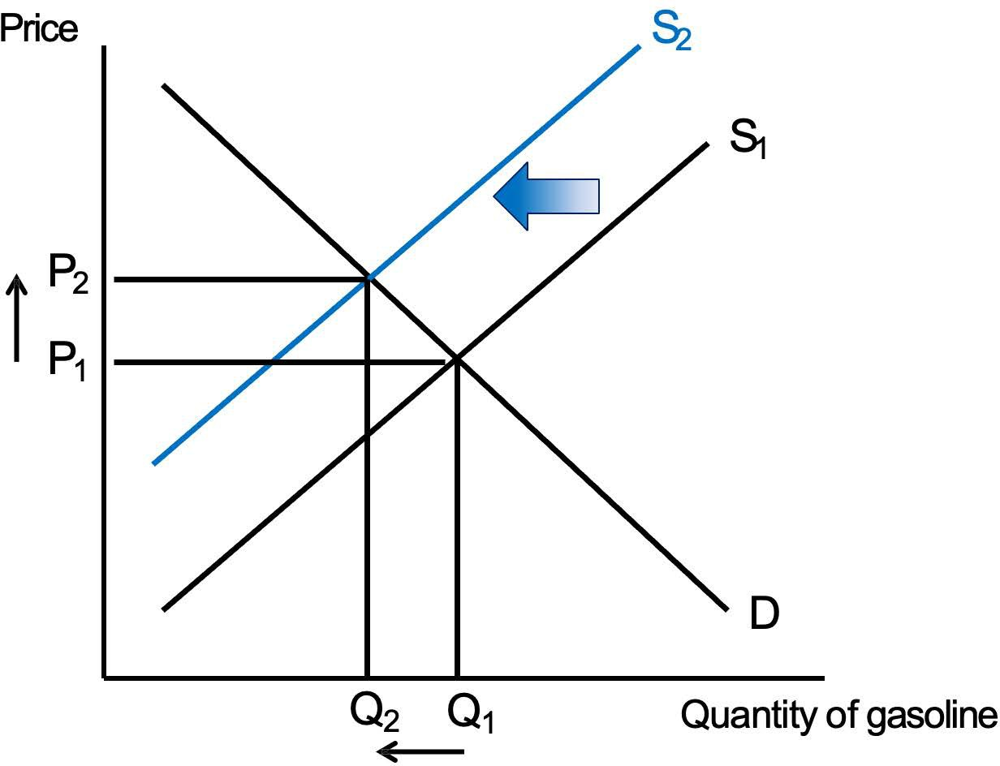 Price
S2
S1
P2
P1
D
Q2
Q1
Quantity of gasoline